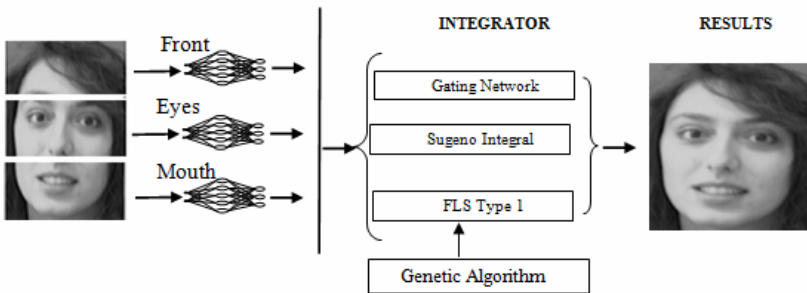 INTEGRATOR
RESULTS
Front
Eyes
Mouth
Gating Network
Sugeno Integral
FLS Type 1
Genetic Algorithm